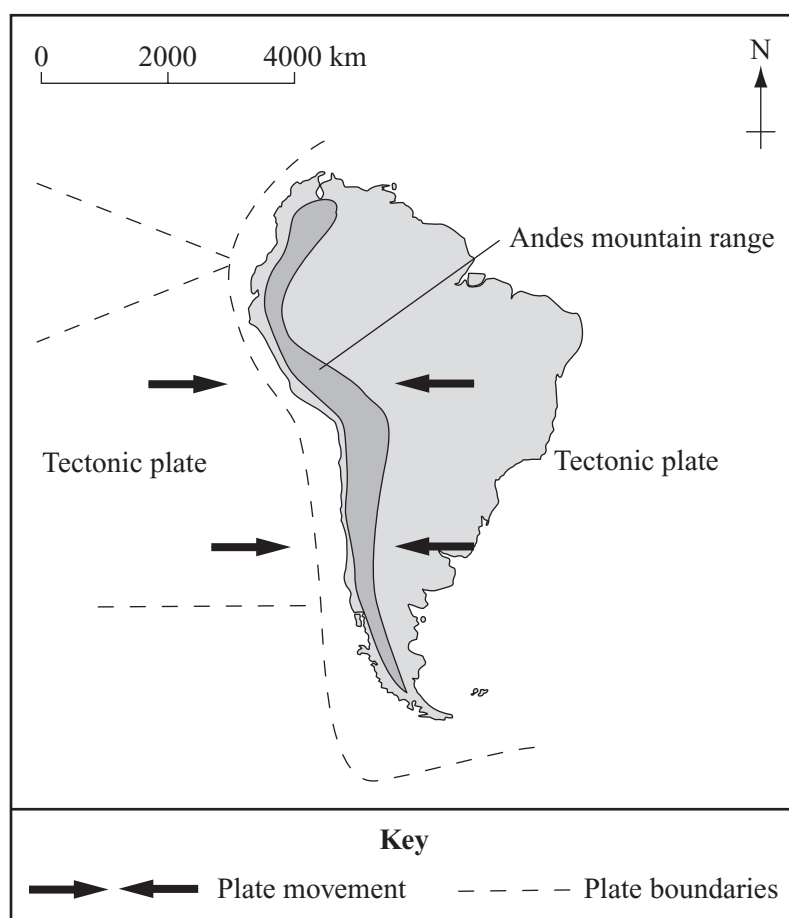 0 2000 4000 km
N
Andes mountain range
Tectonic plate
Tectonic plate
Key
Plate movement
Plate boundaries